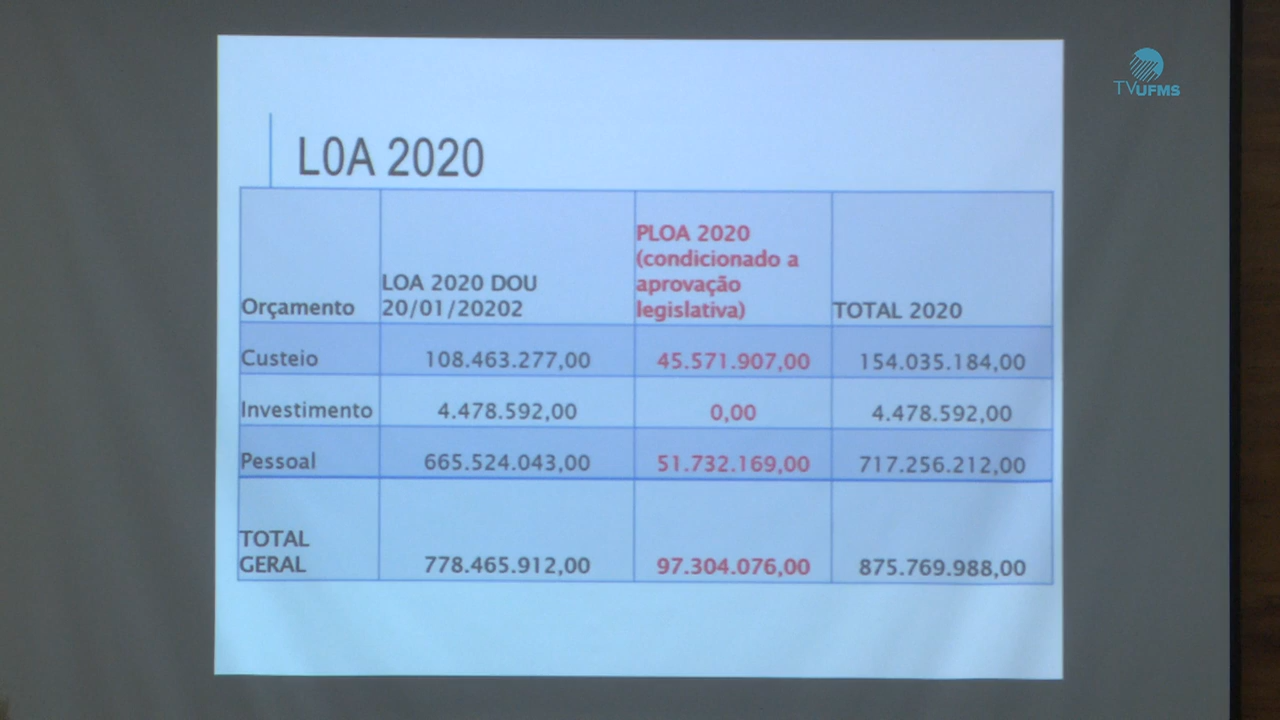 TVUFMS
LOA 2020
Orçamento
LOA 2020 DOU
20/01/20202
PLOA 2020
(condicionado a
aprovação
legislativa)
TOTAL 2020
Custeio 108.463.277,00 45.571.907,00 154.035.184,00
Investimento 4.478.592,00 0,00 4.478.592,00
Pessoal 665.524.043,00 51.732.169,00 717.256.212,00
TOTAL
GERAL 778.465.912,00 97.304.076,00 875.769.988,00